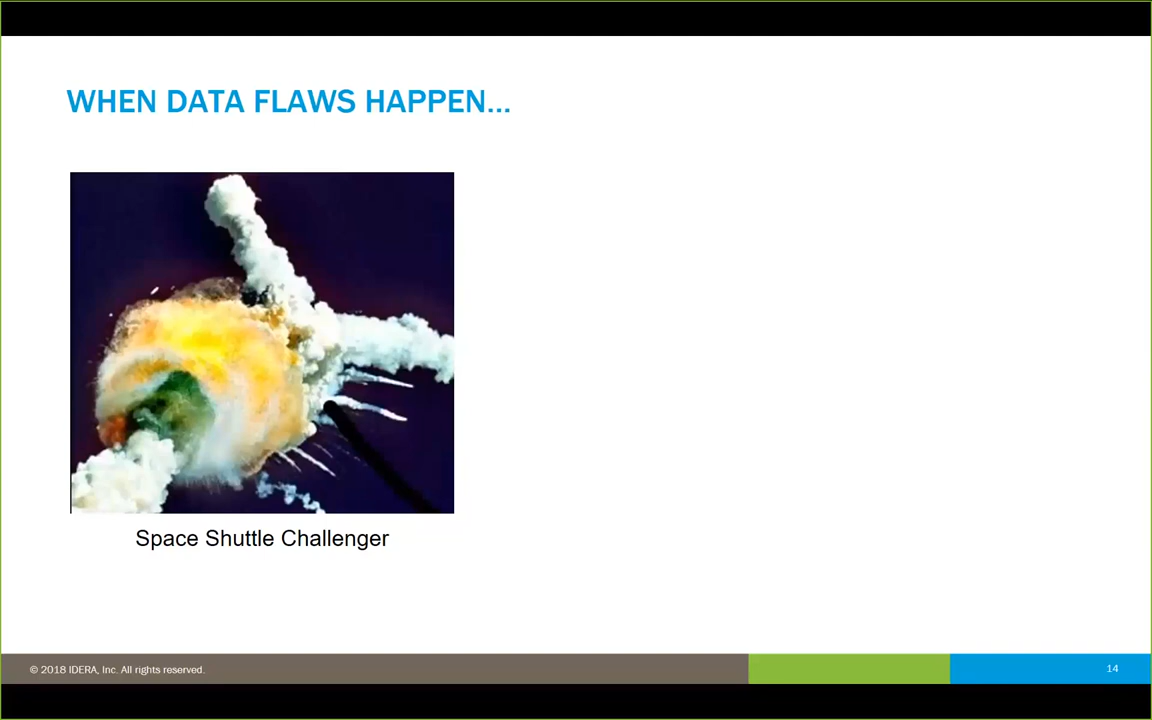 WHEN DATA FLAWS HAPPEN...
Space Shuttle Challenger
© 2018 IDERA, Inc. All rights reserved.
14